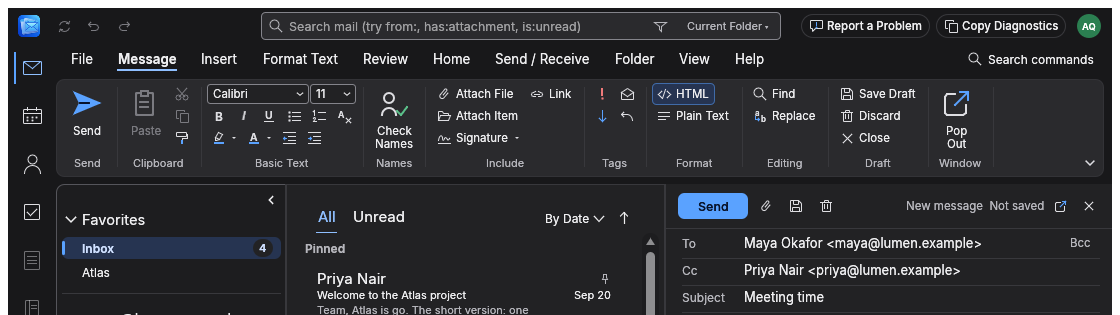 Search mail (try from:, has:attachment, is:unread)
Current Folder
Report a Problem
Copy Diagnostics
AQ
File
Message
Insert
Format Text
Review
Home
Send / Receive
Folder
View
Help
Search commands
Send
Send
Paste
Clipboard
Calibri
11
B I U
A
Basic Text
Check
Names
Names
Attach File
Link
Attach Item
Signature
Include
Tags
HTML
Plain Text
Format
Find
Replace
Editing
Save Draft
Discard
Close
Draft
Pop
Out
Window
Favorites
Inbox
4
Atlas
All
Unread
By Date
Pinned
Priya Nair
Welcome to the Atlas project
Sep 20
Team, Atlas is go. The short version: one
Send
New message
Not saved
To
Maya Okafor <maya@lumen.example>
Bcc
Cc
Priya Nair <priya@lumen.example>
Subject
Meeting time